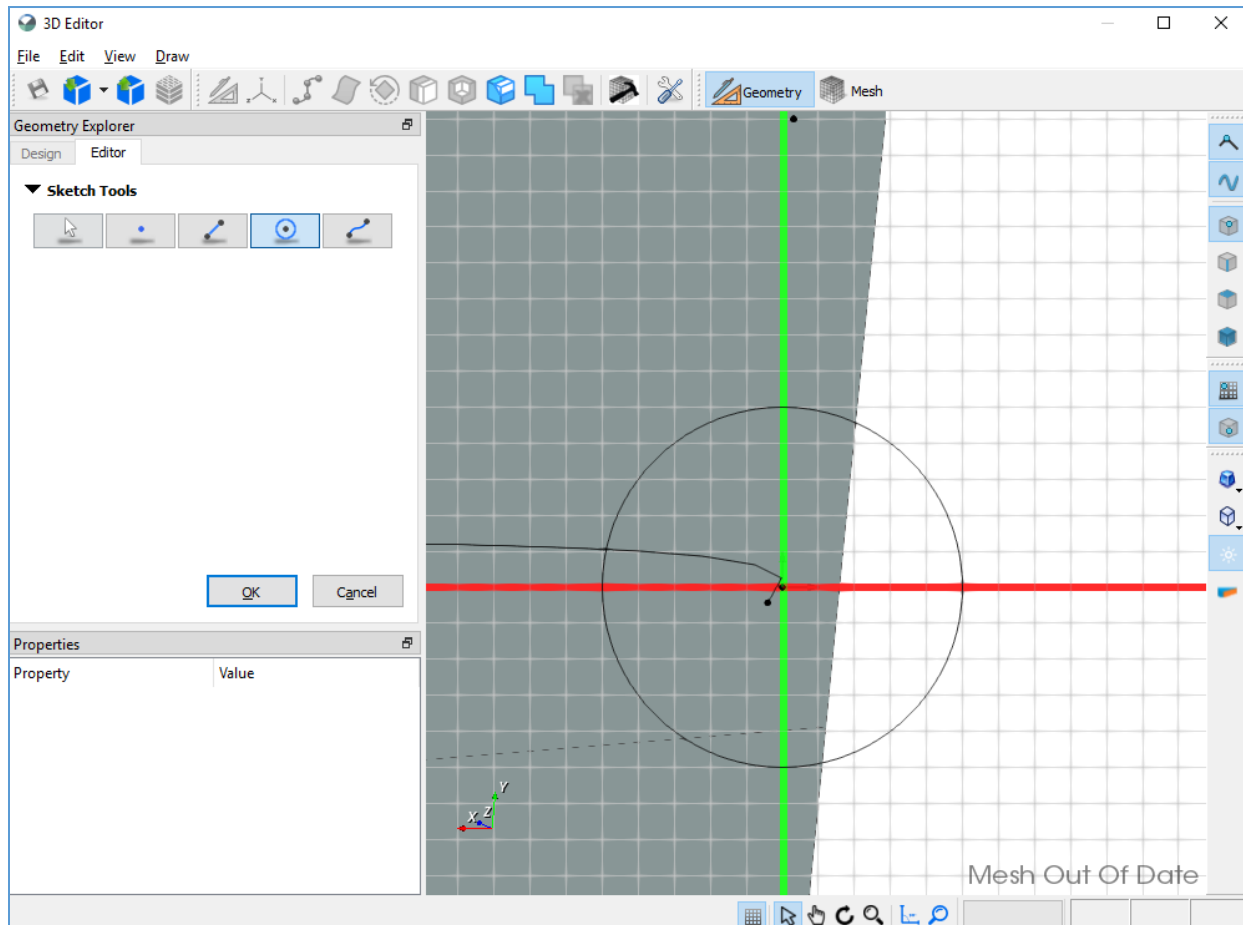 3D Editor
File Edit View Draw
Geometry Mesh
Geometry Explorer
Design Editor
Sketch Tools
OK Cancel
Properties
Property Value
Y
X Z
Mesh Out Of Date